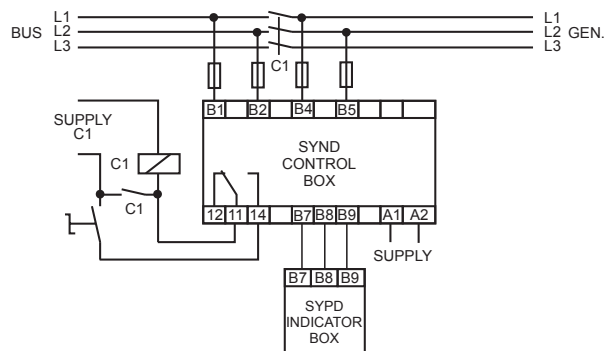 L1 L1
BUS L2 L2 GEN.
L3 L3
C1
B1 B2 B4 B5
SUPPLY
C1
SYND
CONTROL
BOX
C1
C1
12 11 14 B7 B8 B9 A1 A2
SUPPLY
B7 B8 B9
SYPD
INDICATOR
BOX